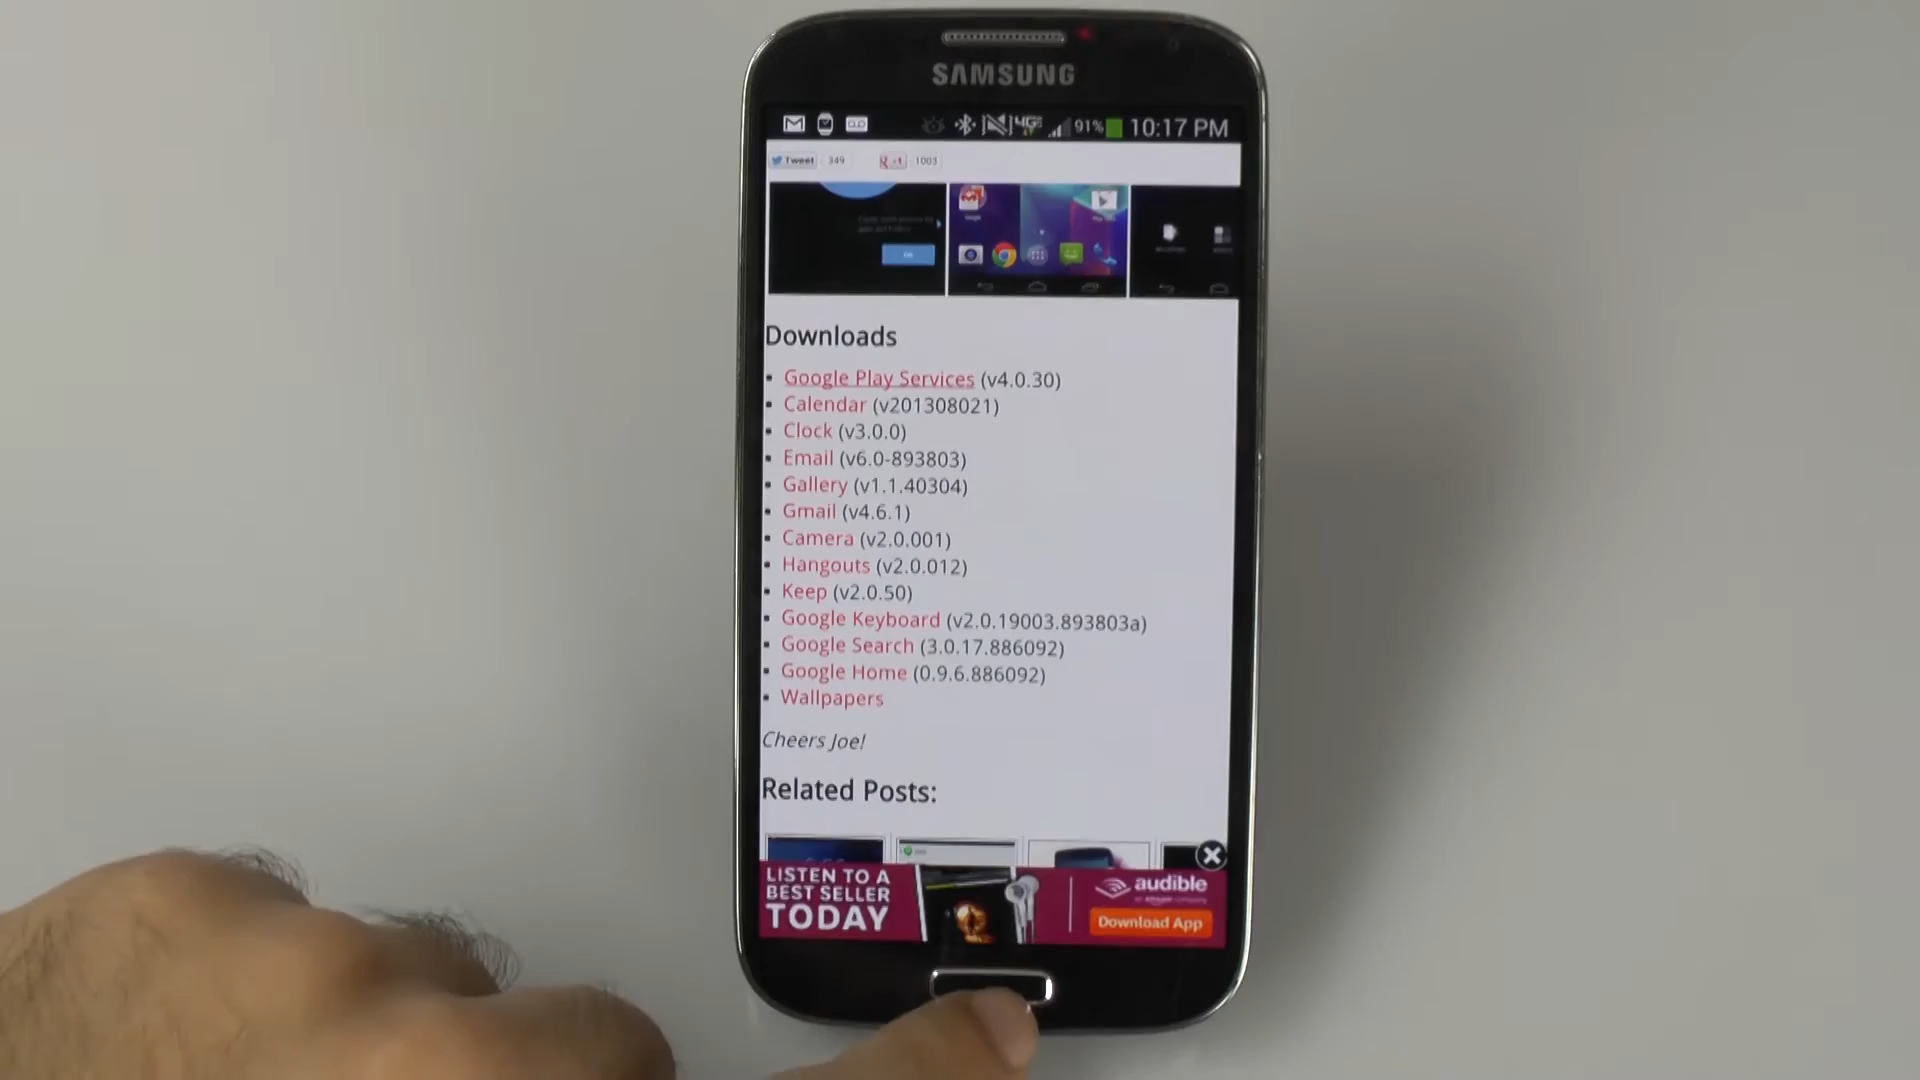 SAMSUNG
91% 10:17 PM
Tweet 349 +1 1003
Downloads
Google Play Services (v4.0.30)
Calendar (v201308021)
Clock (v3.0.0)
Email (v6.0-893803)
Gallery (v1.1.40304)
Gmail (v4.6.1)
Camera (v2.0.001)
Hangouts (v2.0.012)
Keep (v2.0.50)
Google Keyboard (v2.0.19003.893803a)
Google Search (3.0.17.886092)
Google Home (0.9.6.886092)
Wallpapers
Cheers Joe!
Related Posts:
LISTEN TO A
BEST SELLER
TODAY
audible
Download App